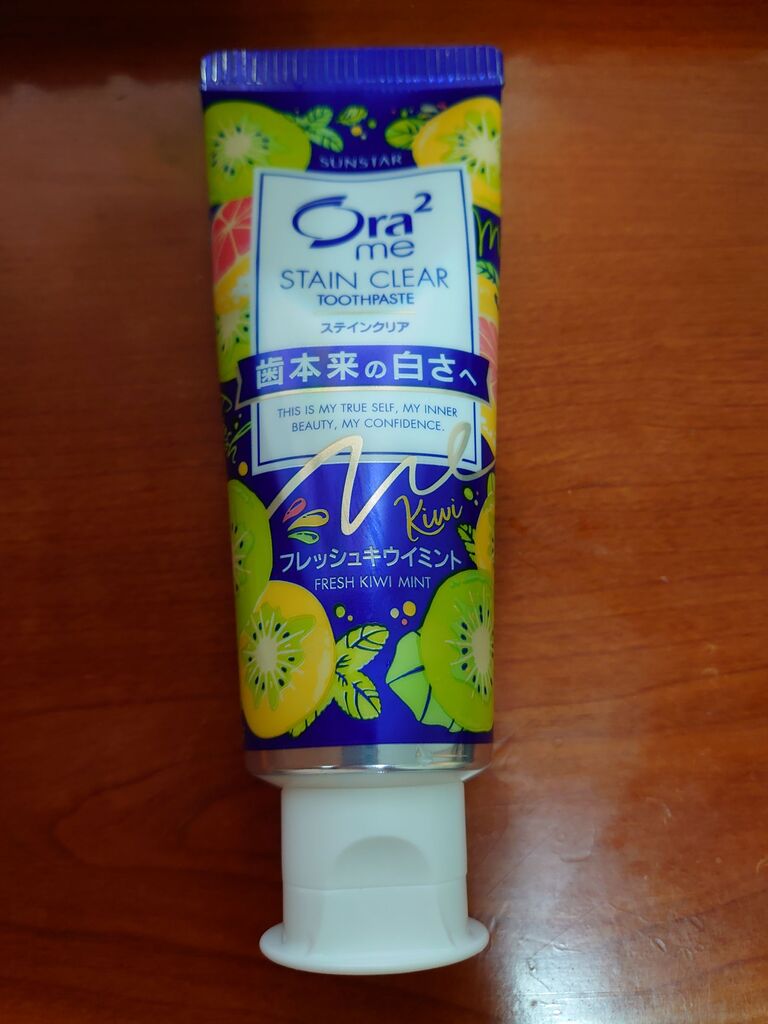 SUNSTAR
Ora²
me
STAIN CLEAR
TOOTHPASTE
ステインクリア
歯本来の白さへ
THIS IS MY TRUE SELF, MY INNER
BEAUTY, MY CONFIDENCE.
Me
Kiwi
フレッシュキウイミント
FRESH KIWI MINT